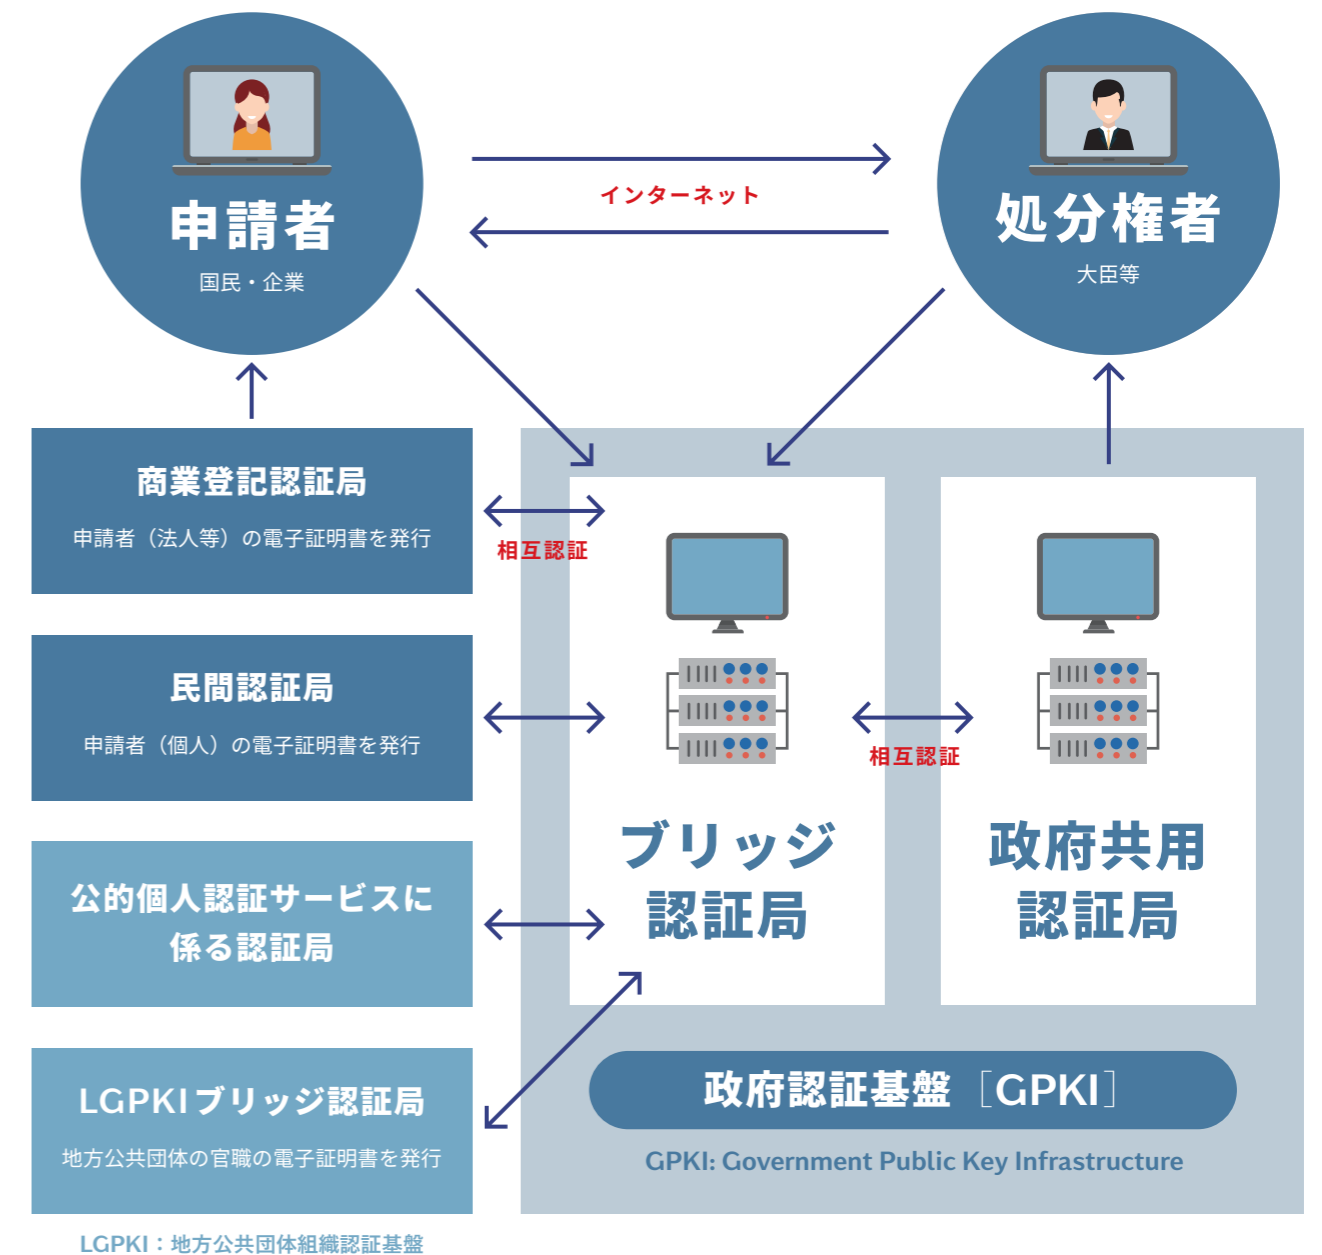 申請者
国民・企業
インターネット
処分権者
大臣等
商業登記認証局
申請者（法人等）の電子証明書を発行
相互認証
民間認証局
申請者（個人）の電子証明書を発行
相互認証
公的個人認証サービスに
係る認証局
ブリッジ
認証局
政府共用
認証局
LGPKIブリッジ認証局
地方公共団体の官職の電子証明書を発行
政府認証基盤［GPKI］
GPKI: Government Public Key Infrastructure
LGPKI：地方公共団体組織認証基盤